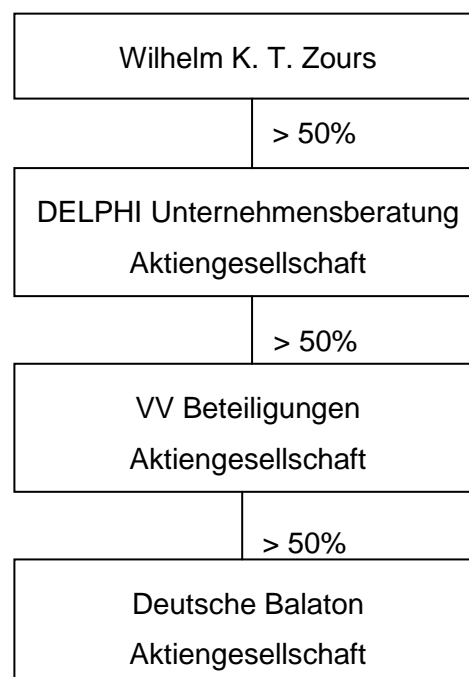 Wilhelm K. T. Zours
> 50%
DELPHI Unternehmensberatung
Aktiengesellschaft
> 50%
VV Beteiligungen
Aktiengesellschaft
> 50%
Deutsche Balaton
Aktiengesellschaft